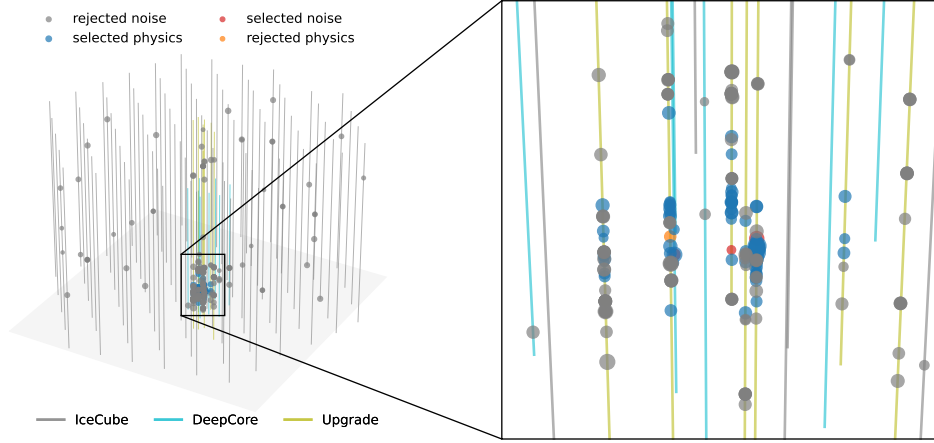 rejected noise
selected noise
selected physics
rejected physics
IceCube
DeepCore
Upgrade